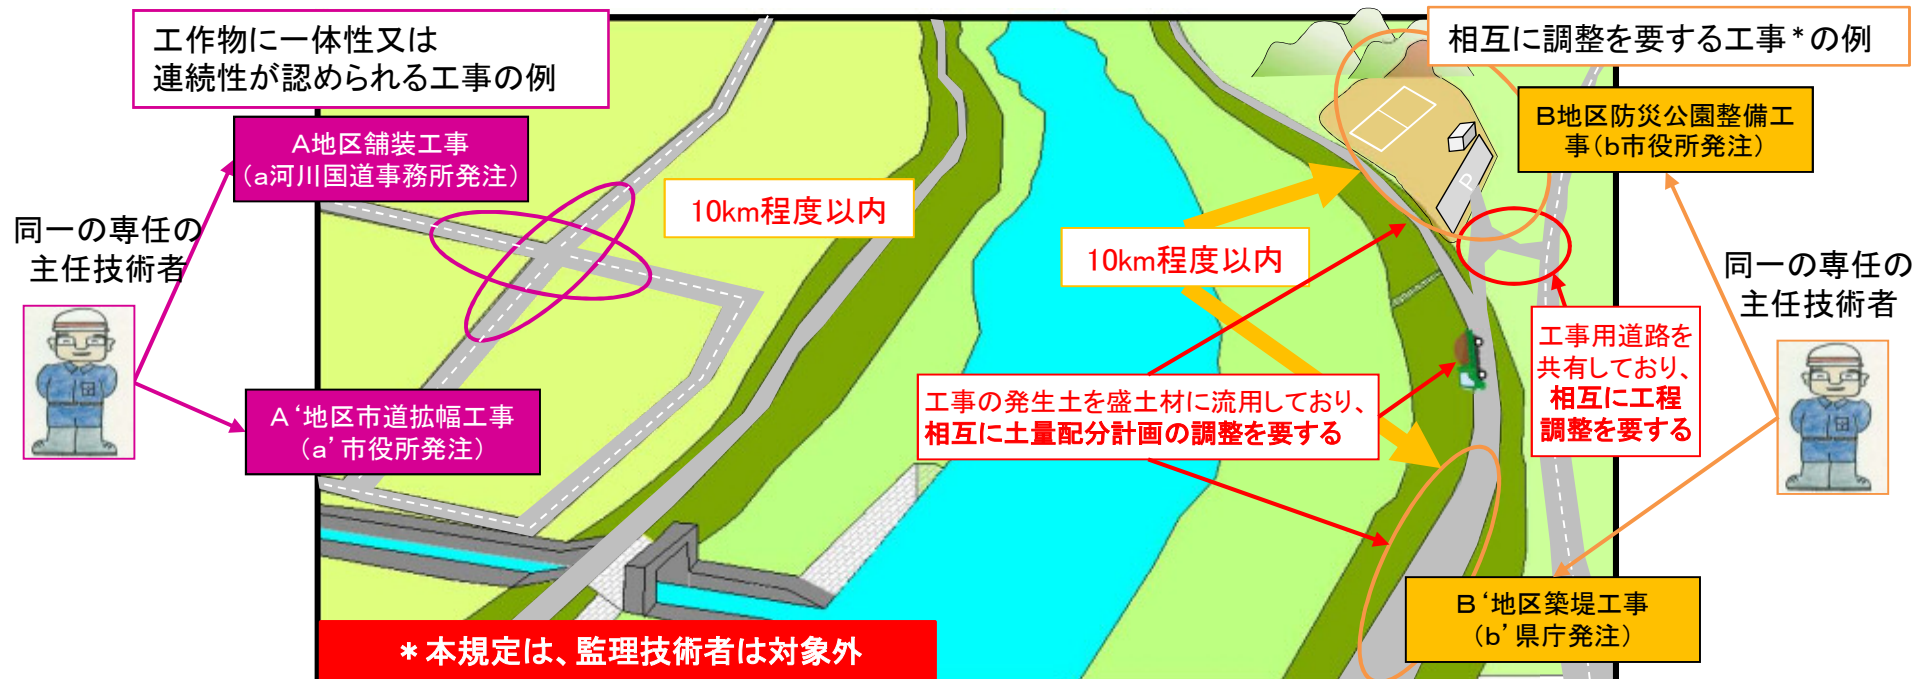 工作物に一体性又は
連続性が認められる工事の例
相互に調整を要する工事*の例
A地区舗装工事
(a河川国道事務所発注)
B地区防災公園整備工
事(b市役所発注)
10km程度以内
同一の専任の
主任技術者
P
10km程度以内
同一の専任の
主任技術者
工事用道路を
共有しており、
相互に工程
調整を要する
工事の発生土を盛土材に流用しており、
相互に土量配分計画の調整を要する
A‘地区市道拡幅工事
(a’市役所発注)
B‘地区築堤工事
(b’県庁発注)
*本規定は、監理技術者は対象外